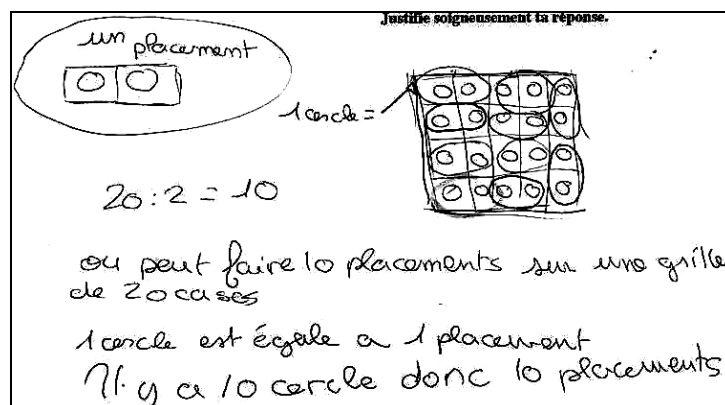 Justifie soigneusement ta réponse.
un placement
1 cercle =
20 : 2 = 10
ou peut faire 10 placements sur une grille
de 20 cases
1 cercle est égale a 1 placement
Il y a 10 cercle donc 10 placements